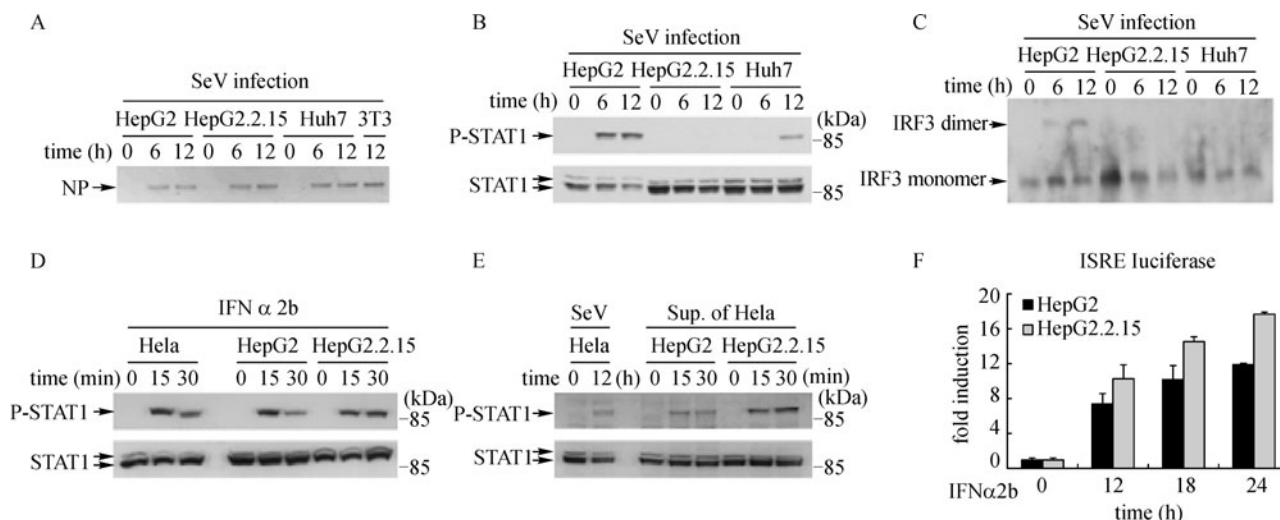 A
SeV infection
HepG2 HepG2.2.15 Huh7 3T3
time (h) 0 6 12 0 6 12 0 6 12 12
NP
B
SeV infection
HepG2 HepG2.2.15 Huh7
time (h) 0 6 12 0 6 12 0 6 12
(kDa)
P-STAT1
85
STAT1
85
C
SeV infection
HepG2 HepG2.2.15 Huh7
time (h) 0 6 12 0 6 12 0 6 12
IRF3 dimer
IRF3 monomer
D
IFN α 2b
Hela HepG2 HepG2.2.15
time (min) 0 15 30 0 15 30 0 15 30
(kDa)
P-STAT1
85
STAT1
85
E
SeV Sup. of Hela
Hela HepG2 HepG2.2.15
time 0 12 (h) 0 15 30 0 15 30 (min)
(kDa)
P-STAT1
85
STAT1
85
F
ISRE luciferase
HepG2
HepG2.2.15
fold induction
20
16
12
8
4
0
IFNα2b 0 12 18 24
time (h)